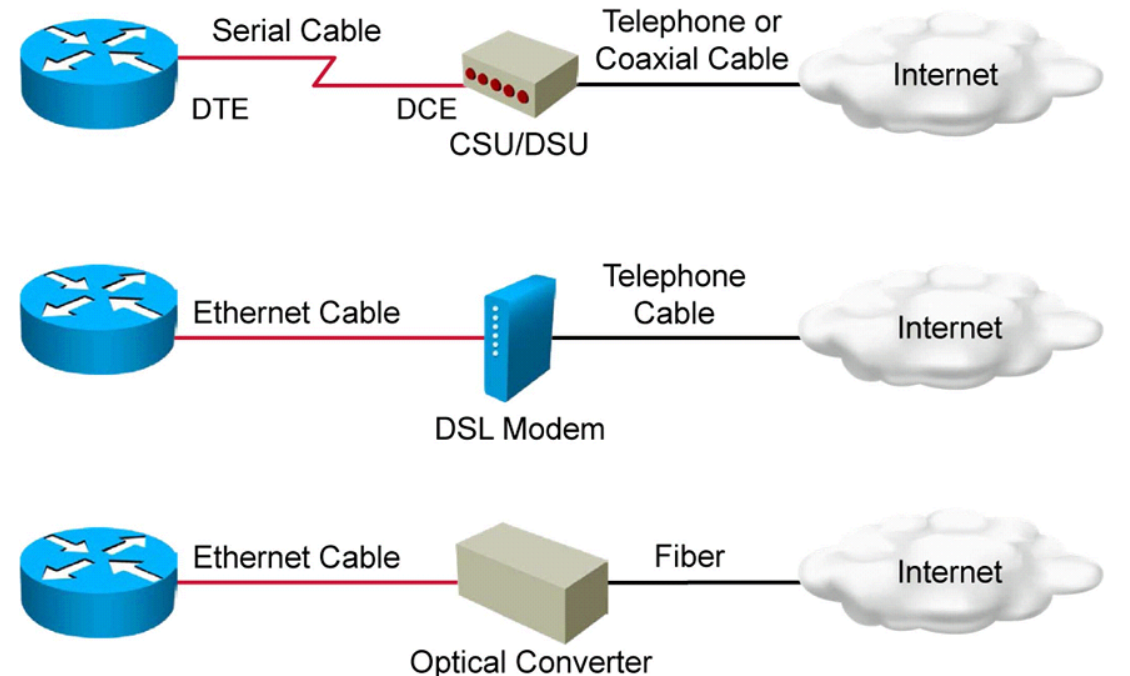 Serial Cable
Telephone or
Coaxial Cable
Internet
DTE
DCE
CSU/DSU
Ethernet Cable
Telephone
Cable
Internet
DSL Modem
Ethernet Cable
Fiber
Internet
Optical Converter